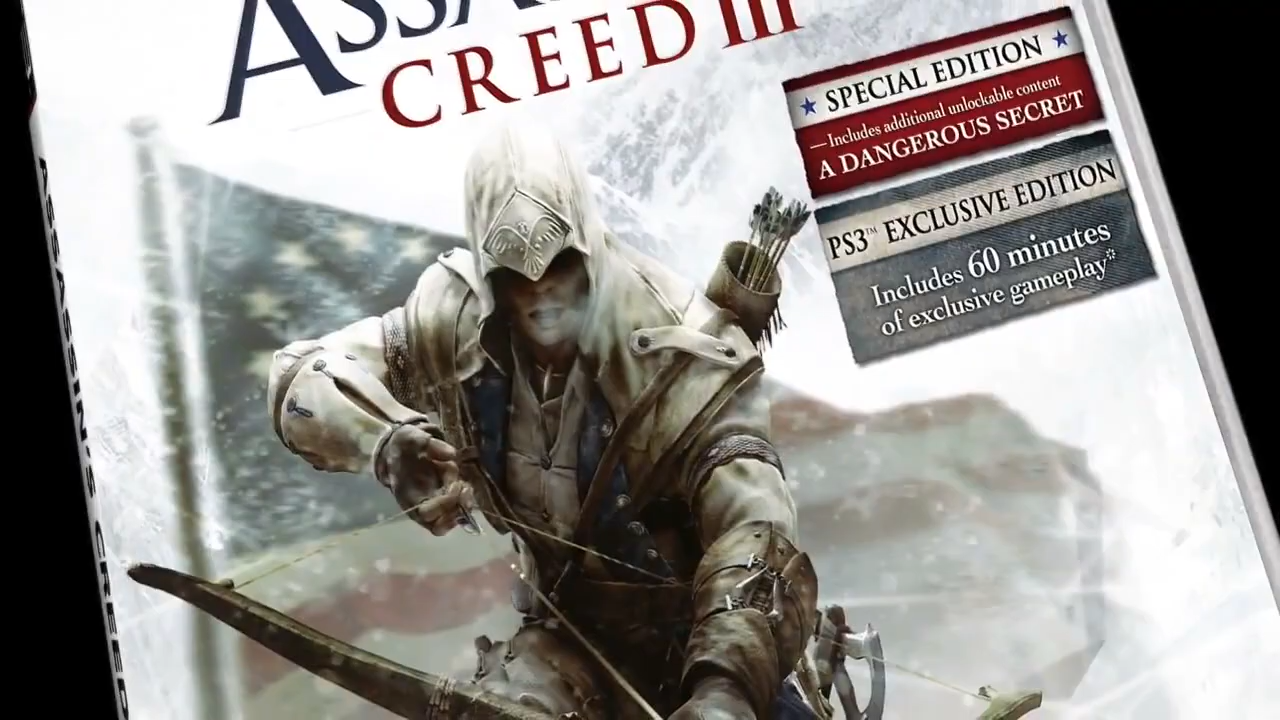 ASSA
CREED III
★ SPECIAL EDITION ★
—Includes additional unlockable content
A DANGEROUS SECRET
PS3™ EXCLUSIVE EDITION
Includes 60 minutes
of exclusive gameplay*
ASSASSIN'S CREED